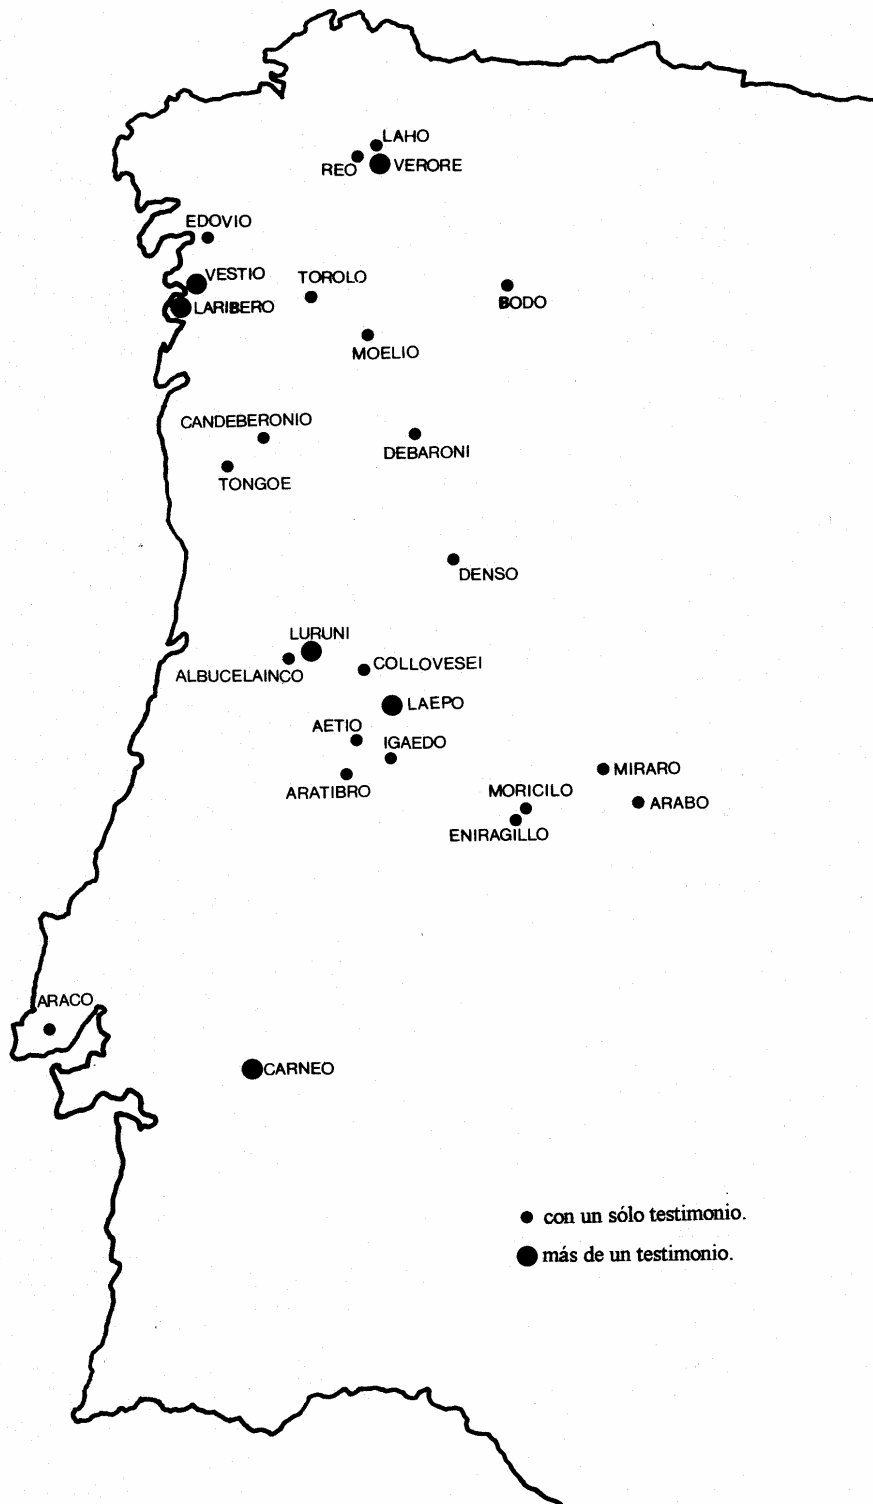 LAHO
REO
VERORE
EDOVIO
VESTIO
TOROLO
BODO
LARIBERO
MOELIO
CANDEBERONIO
DEBARONI
TONGOE
DENSO
LURUNI
COLLOVESEI
ALBUCELAINCO
LAEPO
AETIO
IGAEDO
MIRARO
ARATIBRO
MORICILO
ARABO
ENIRAGILLO
ARACO
CARNEO
con un sólo testimonio.
más de un testimonio.